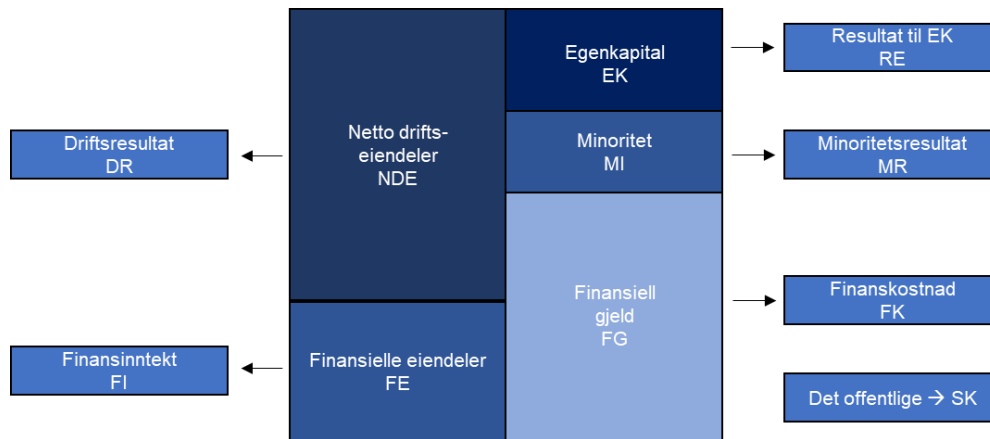 Driftsresultat
DR
Finansinntekt
FI
Netto drifts-
eiendeler
NDE
Finansielle eiendeler
FE
Egenkapital
EK
Minoritet
MI
Finansiell
gjeld
FG
Resultat til EK
RE
Minoritetsresultat
MR
Finanskostnad
FK
Det offentlige → SK